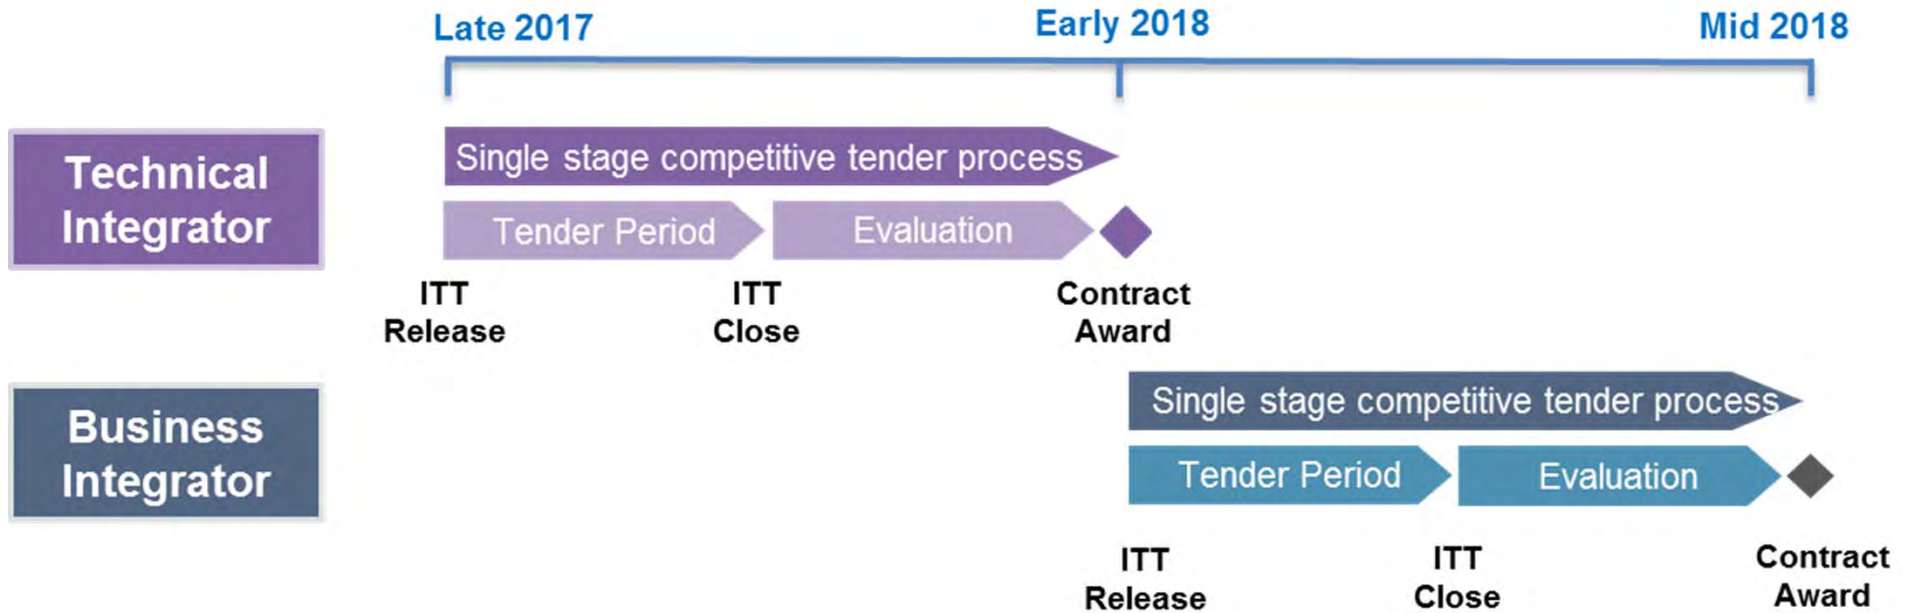 Late 2017
Early 2018
Mid 2018
Technical
Integrator
Single stage competitive tender process
Tender Period
Evaluation
ITT
Release
ITT
Close
Contract
Award
Business
Integrator
Single stage competitive tender process
Tender Period
Evaluation
ITT
Release
ITT
Close
Contract
Award